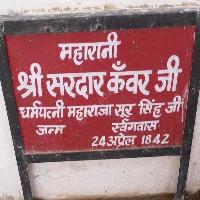 महारानी
श्री सरदार कँवर जी
धर्मपत्नी महाराजा सूर सिंह जी
जन्म स्वर्गवास
24 अप्रेल 1842